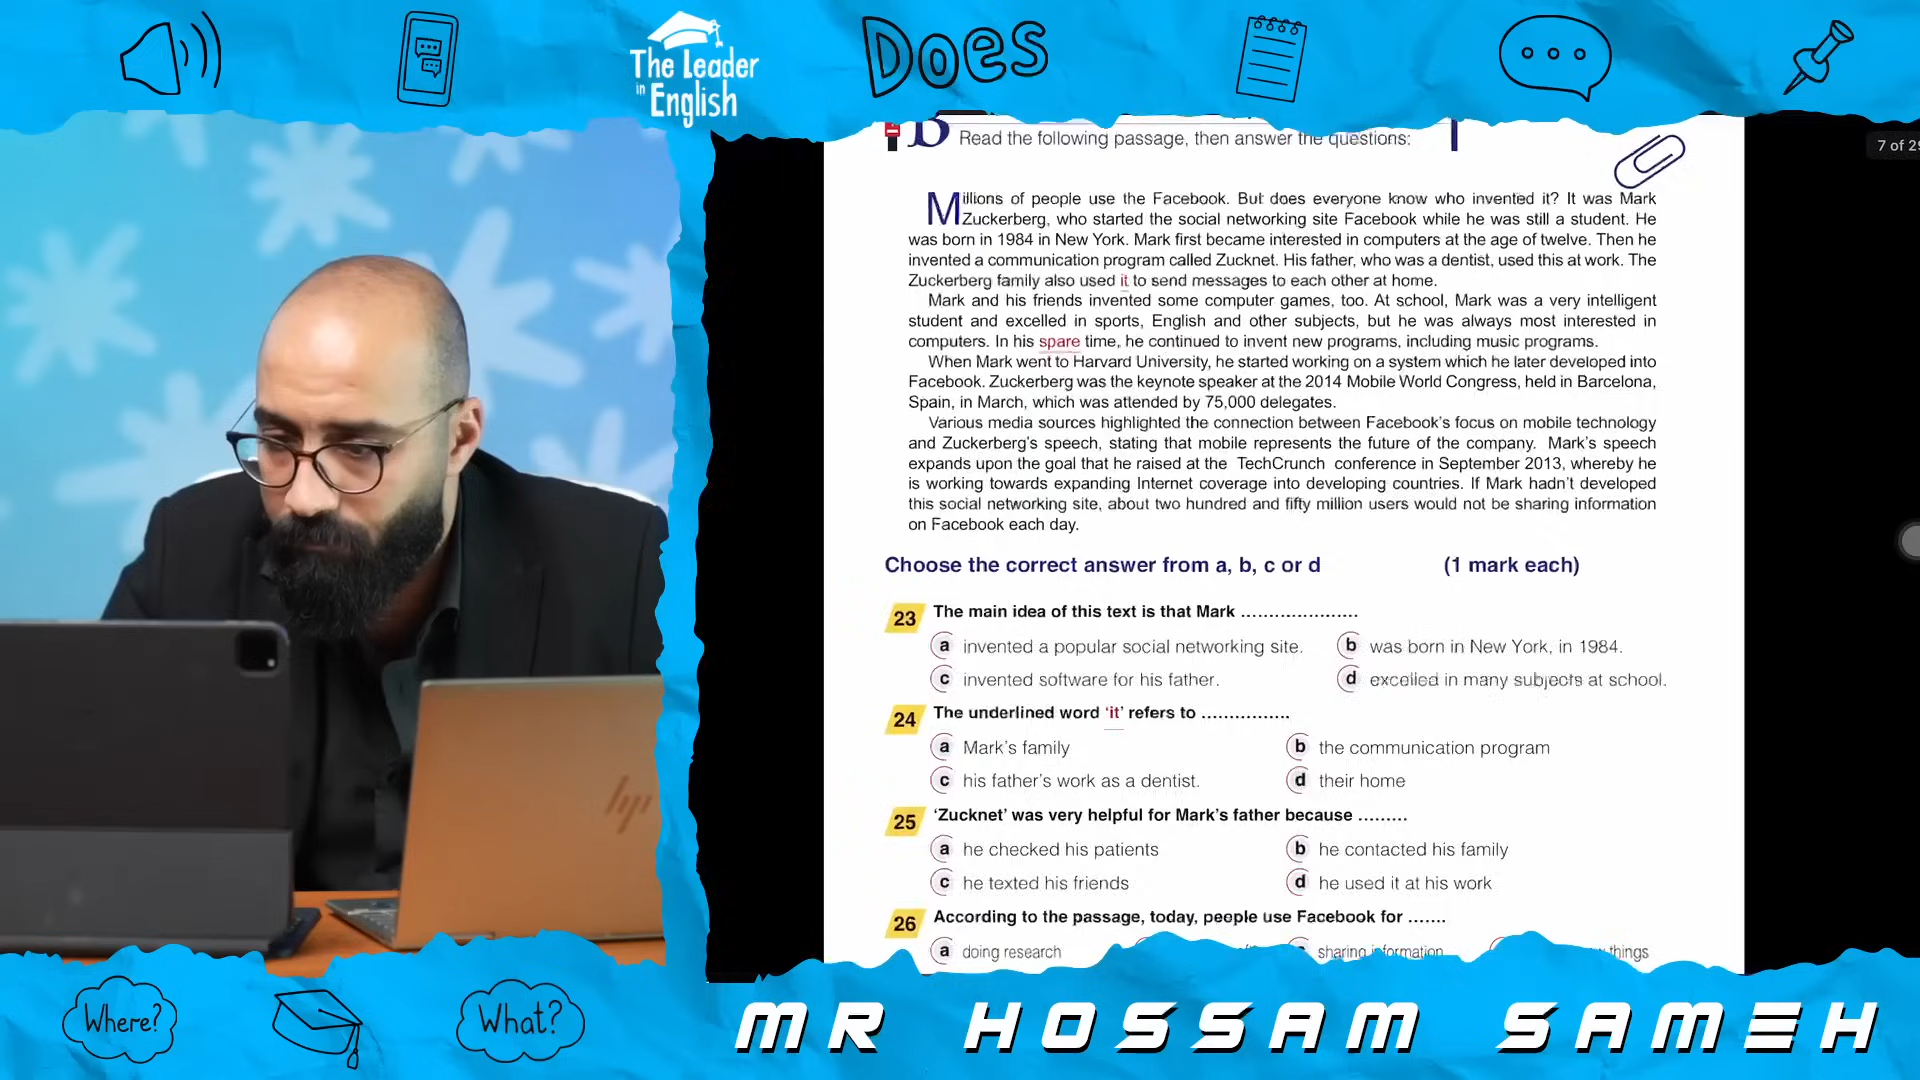 The Leader
in
English
Does
7 of 29
B
Read the following passage, then answer the questions:
Millions of people use the Facebook. But does everyone know who invented it? It was Mark
Zuckerberg, who started the social networking site Facebook while he was still a student. He
was born in 1984 in New York. Mark first became interested in computers at the age of twelve. Then he
invented a communication program called Zucknet. His father, who was a dentist, used this at work. The
Zuckerberg family also used it to send messages to each other at home.
Mark and his friends invented some computer games, too. At school, Mark was a very intelligent
student and excelled in sports, English and other subjects, but he was always most interested in
computers. In his spare time, he continued to invent new programs, including music programs.
When Mark went to Harvard University, he started working on a system which he later developed into
Facebook. Zuckerberg was the keynote speaker at the 2014 Mobile World Congress, held in Barcelona,
Spain, in March, which was attended by 75,000 delegates.
Various media sources highlighted the connection between Facebook's focus on mobile technology
and Zuckerberg's speech, stating that mobile represents the future of the company. Mark's speech
expands upon the goal that he raised at the TechCrunch conference in September 2013, whereby he
is working towards expanding Internet coverage into developing countries. If Mark hadn't developed
this social networking site, about two hundred and fifty million users would not be sharing information
on Facebook each day.
Choose the correct answer from a, b, c or d (1 mark each)
23 The main idea of this text is that Mark .....................
a invented a popular social networking site. b was born in New York, in 1984.
c invented software for his father. d excelled in many subjects at school.
24 The underlined word 'it' refers to ................
a Mark's family b the communication program
c his father's work as a dentist. d their home
25 'Zucknet' was very helpful for Mark's father because .........
a he checked his patients b he contacted his family
c he texted his friends d he used it at his work
26 According to the passage, today, people use Facebook for .......
a doing research sharing information things
hp
Where?
What?
MR HOSSAM SAMEH